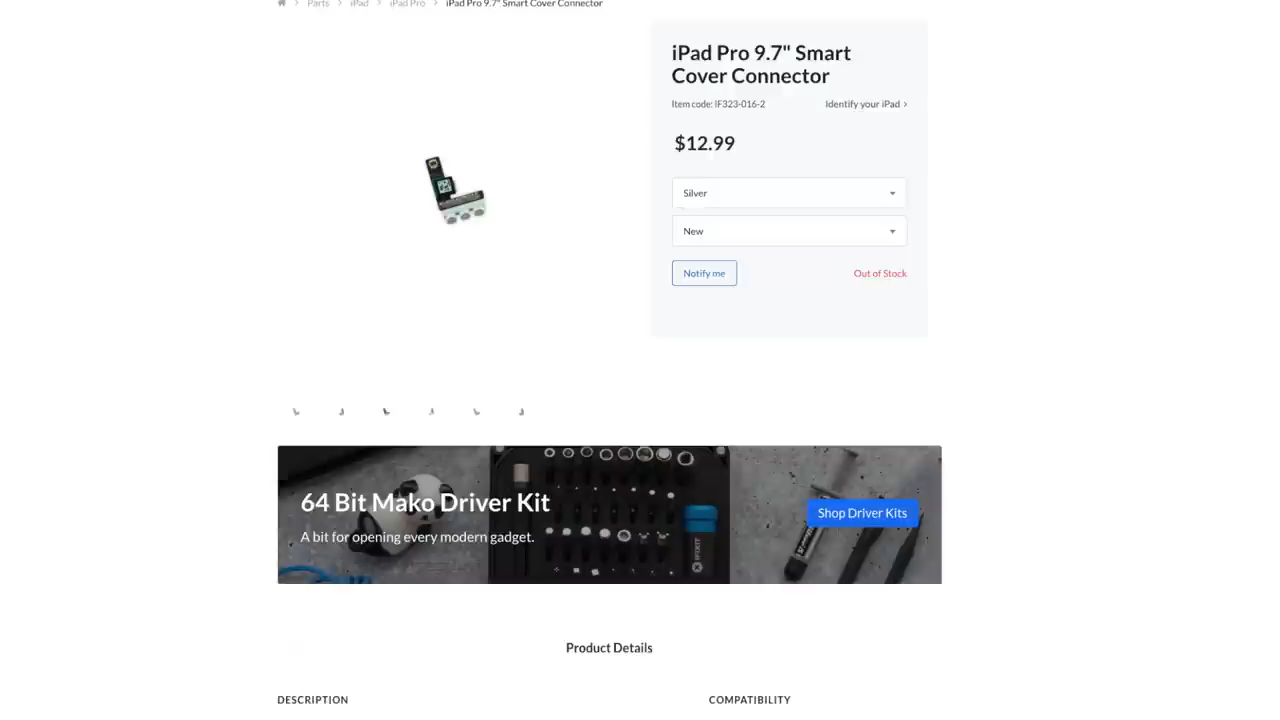 Parts > iPad > iPad Pro > iPad Pro 9.7" Smart Cover Connector
iPad Pro 9.7" Smart
Cover Connector
Item code: IF323-016-2
Identify your iPad >
$12.99
Silver
New
Notify me
Out of Stock
64 Bit Mako Driver Kit
A bit for opening every modern gadget.
Shop Driver Kits
IFIXIT
Product Details
DESCRIPTION
COMPATIBILITY